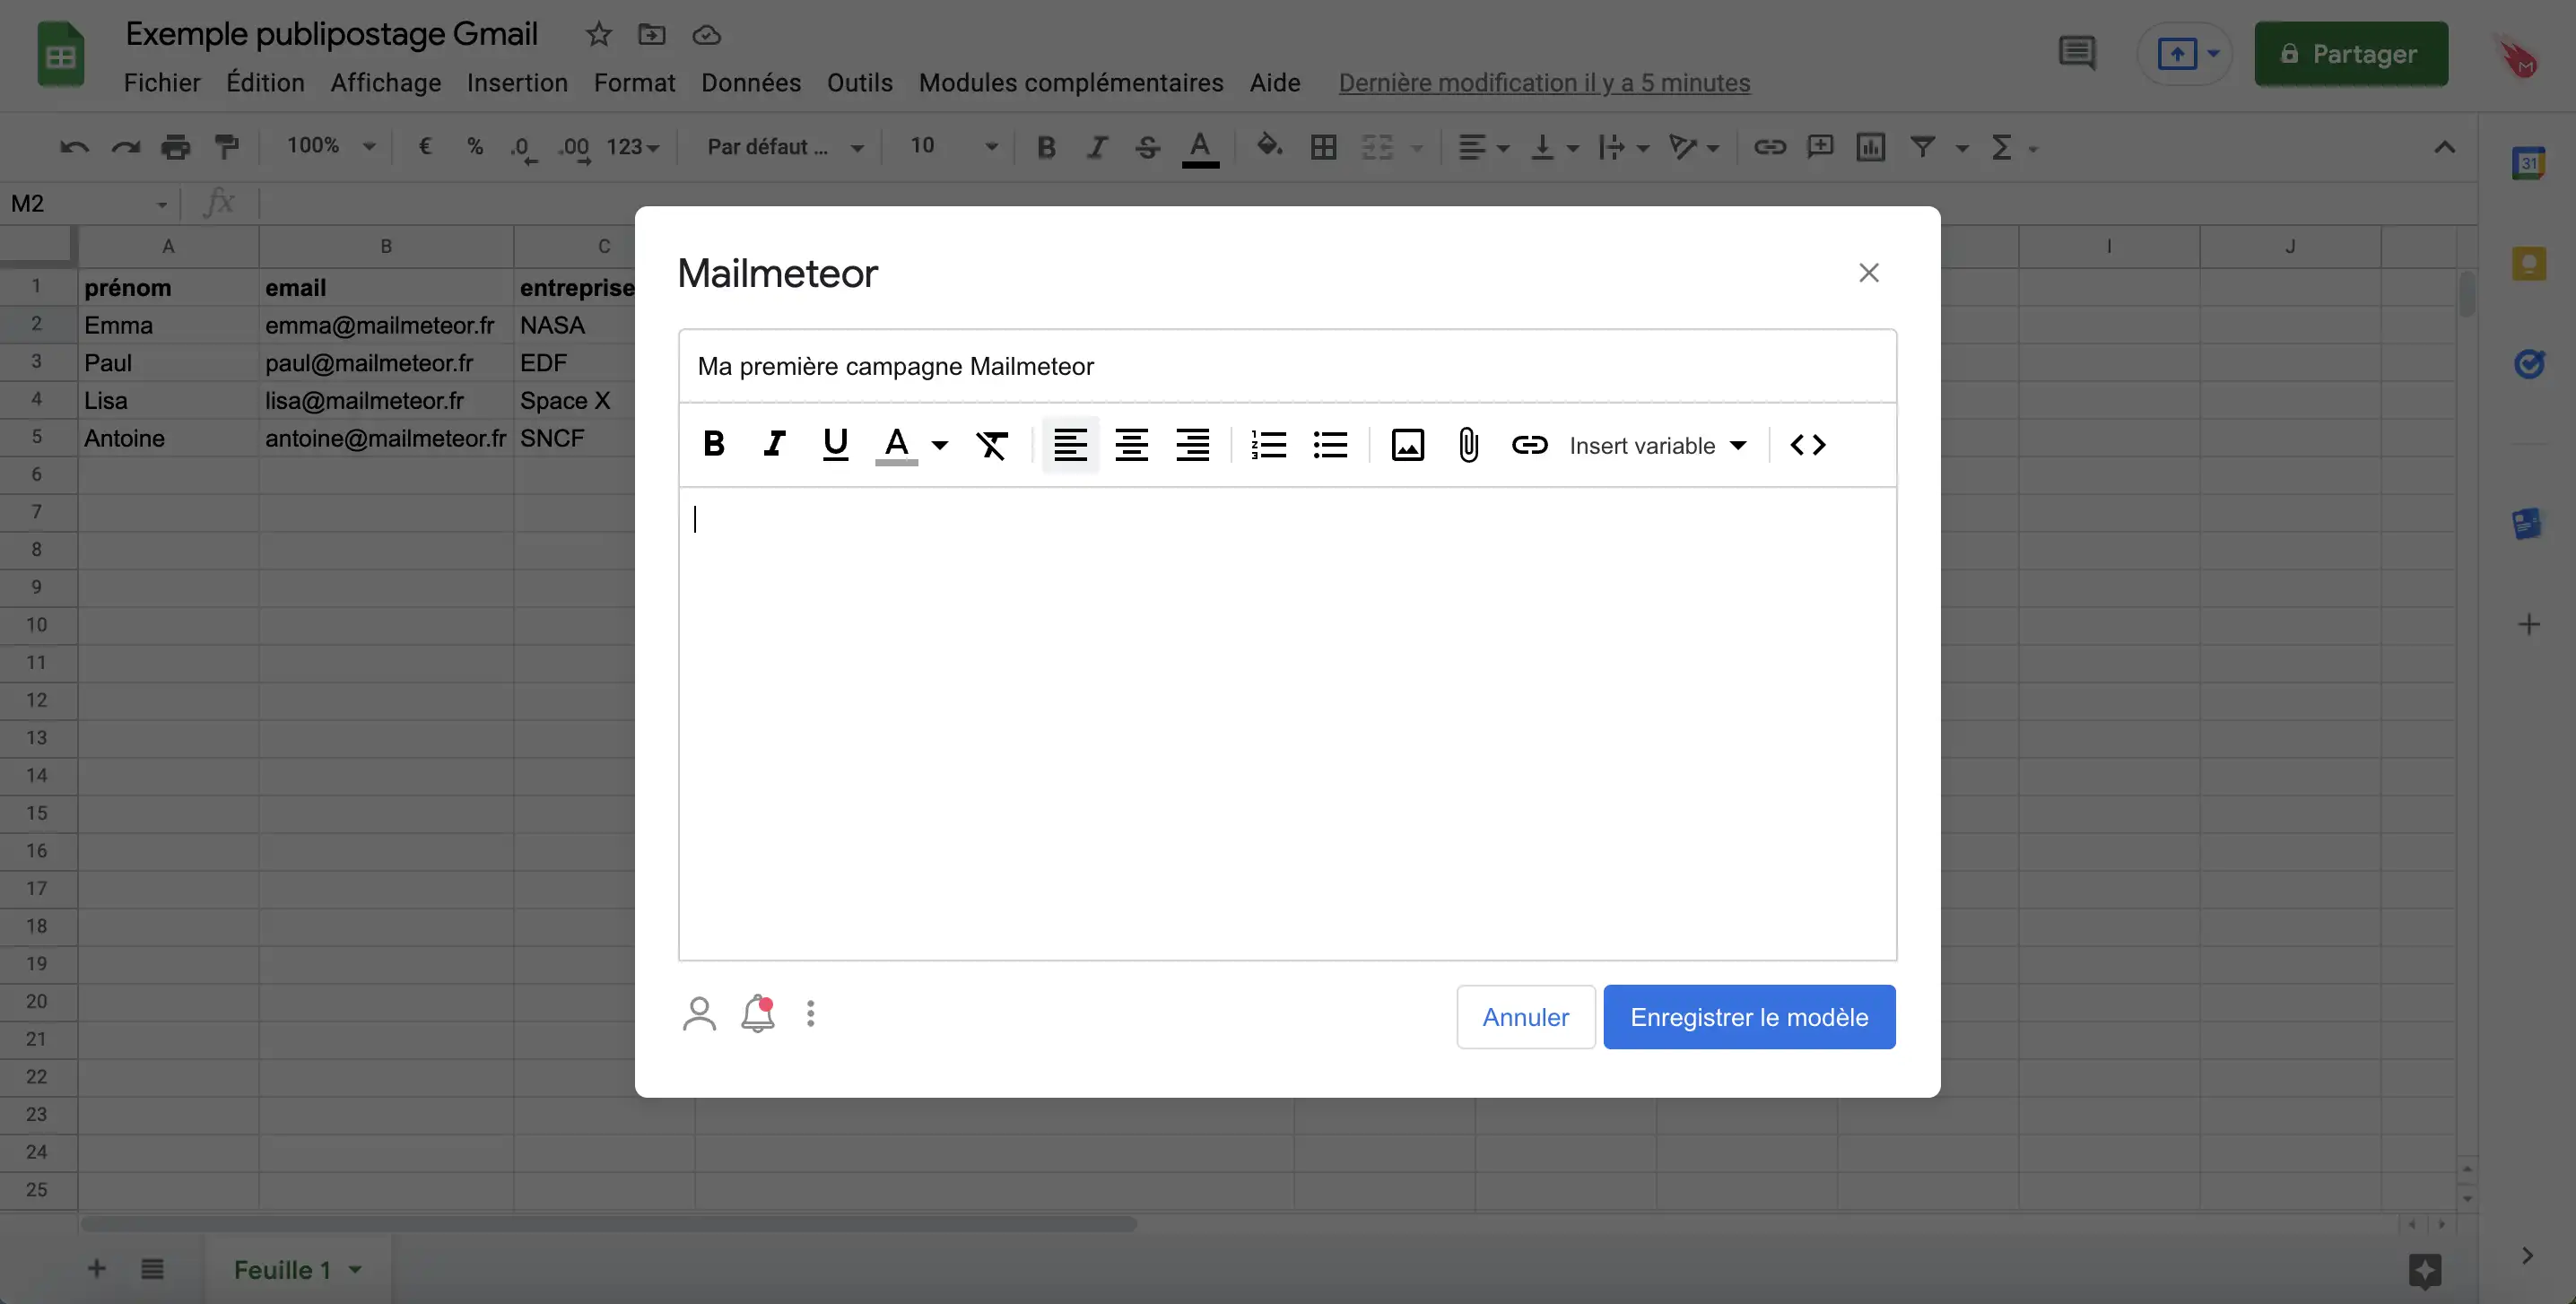 Exemple publipostage Gmail
Fichier Édition Affichage Insertion Format Données Outils Modules complémentaires Aide Dernière modification il y a 5 minutes
Partager
100% € % .0 .00 123 Par défaut ... 10 B I S A Σ
31
M2 fx
A B C I J
1 prénom email entreprise
2 Emma emma@mailmeteor.fr NASA
3 Paul paul@mailmeteor.fr EDF
4 Lisa lisa@mailmeteor.fr Space X
5 Antoine antoine@mailmeteor.fr SNCF
6
7
8
9
10
11
12
13
14
15
16
17
18
19
20
21
22
23
24
25
Mailmeteor
Ma première campagne Mailmeteor
B I U A Insert variable
Annuler Enregistrer le modèle
Feuille 1